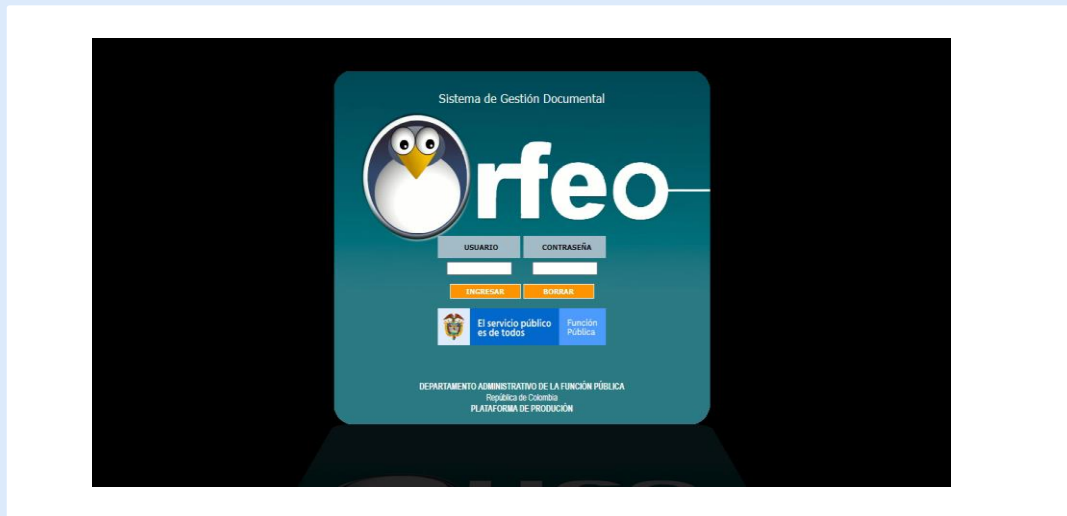 Sistema de Gestión Documental
Orfeo
USUARIO CONTRASEÑA
INGRESAR BORRAR
El servicio público
es de todos
Función
Pública
DEPARTAMENTO ADMINISTRATIVO DE LA FUNCIÓN PÚBLICA
República de Colombia
PLATAFORMA DE PRODUCIÓN